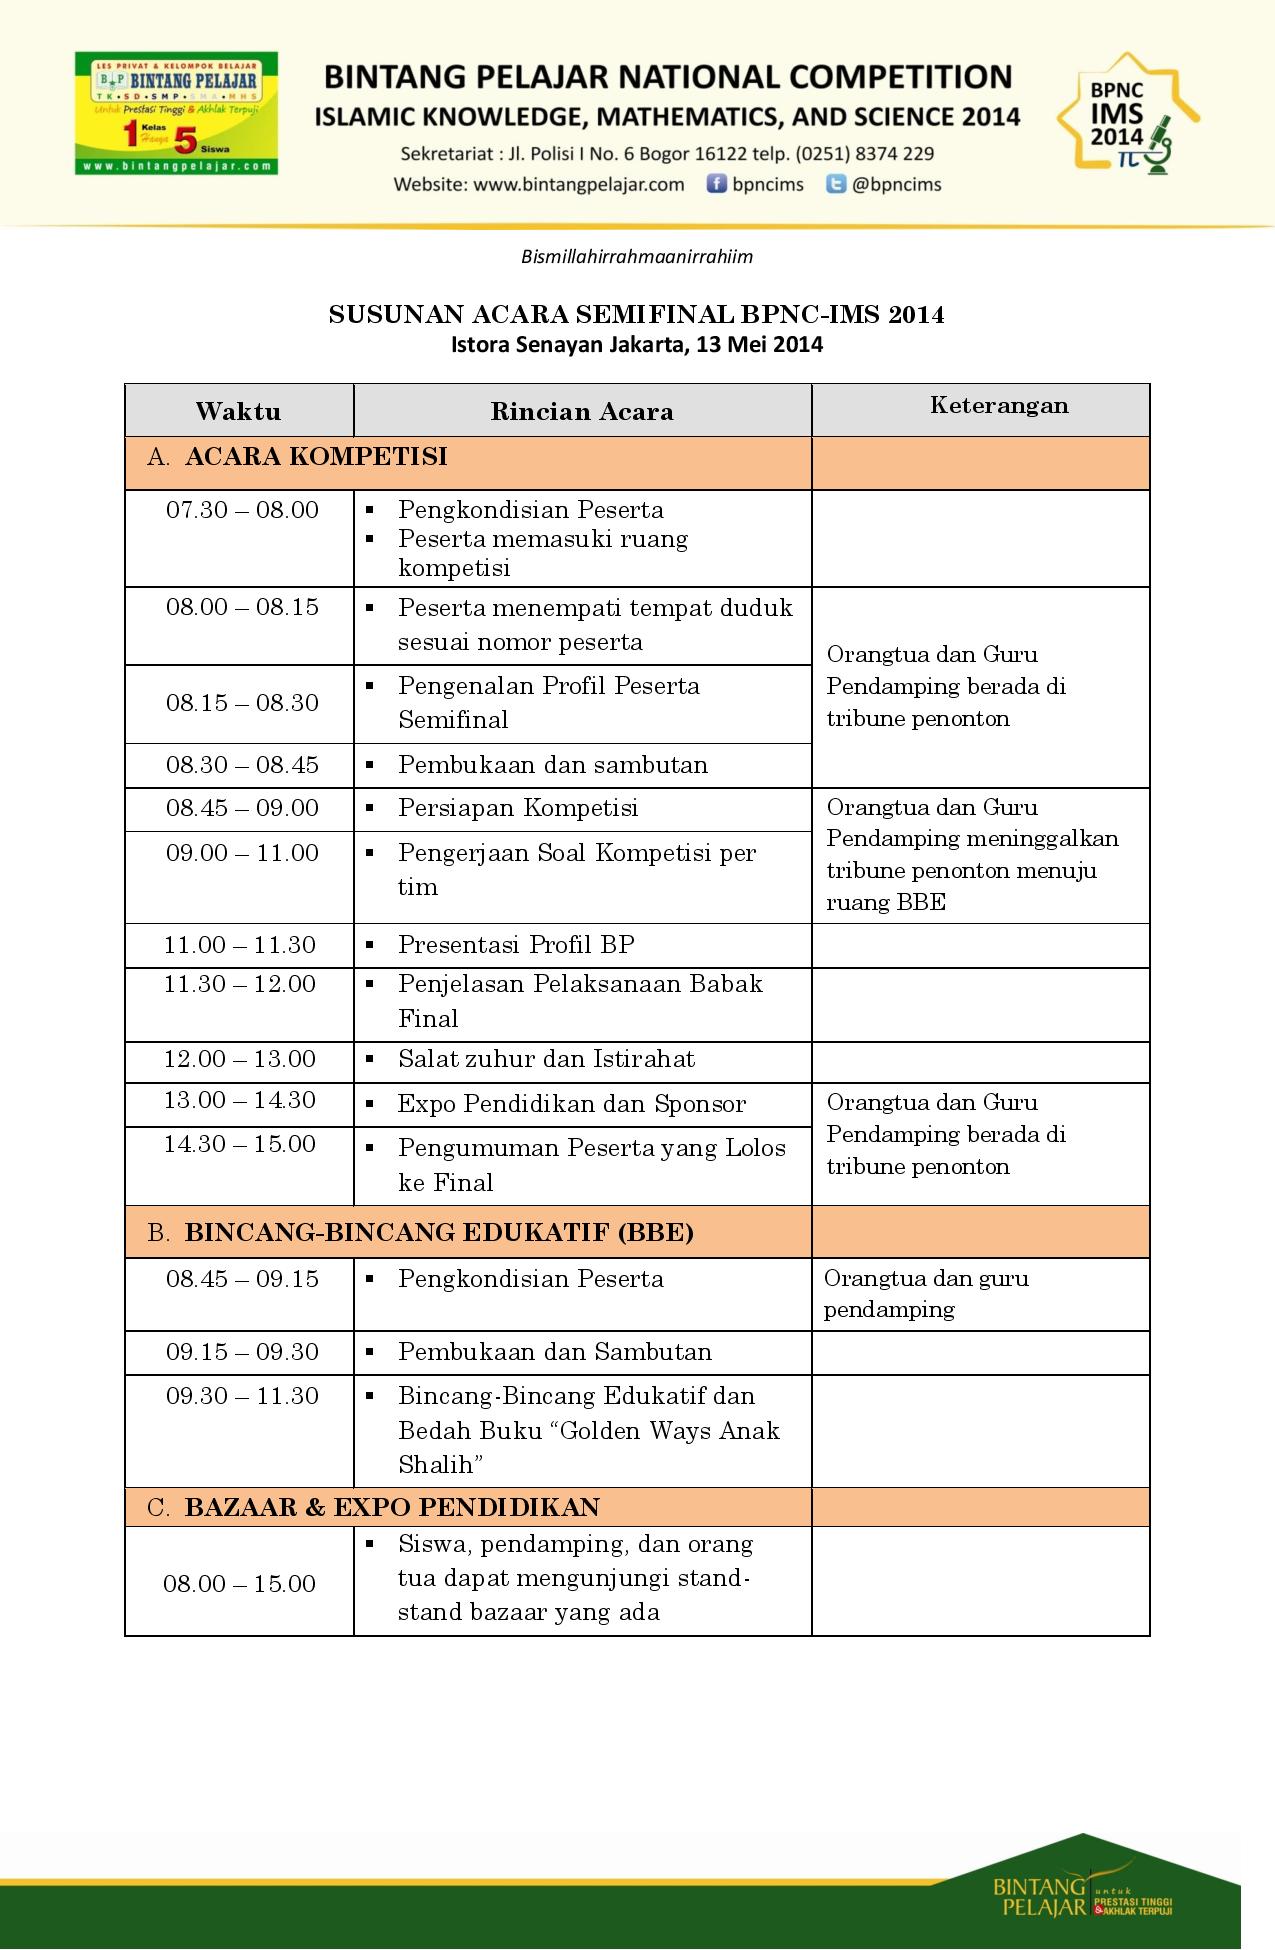 LES PRIVAT & KELOMPOK BELAJAR
BP BINTANG PELAJAR
TK • SD • SMP • SMA • MHS
Untuk Prestasi Tinggi & Akhlak Terpuji
1 Kelas Hanya 5 Siswa
www.bintangpelajar.com
BINTANG PELAJAR NATIONAL COMPETITION
ISLAMIC KNOWLEDGE, MATHEMATICS, AND SCIENCE 2014
Sekretariat : Jl. Polisi I No. 6 Bogor 16122 telp. (0251) 8374 229
Website: www.bintangpelajar.com f bpncims t @bpncims
BPNC
IMS
2014
π
Bismillahirrahmaanirrahiim
SUSUNAN ACARA SEMIFINAL BPNC-IMS 2014
Istora Senayan Jakarta, 13 Mei 2014
Waktu Rincian Acara Keterangan
A. ACARA KOMPETISI
07.30 – 08.00 ▪ Pengkondisian Peserta
▪ Peserta memasuki ruang
kompetisi
08.00 – 08.15 ▪ Peserta menempati tempat duduk
sesuai nomor peserta
08.15 – 08.30 ▪ Pengenalan Profil Peserta
Semifinal
08.30 – 08.45 ▪ Pembukaan dan sambutan
Orangtua dan Guru
Pendamping berada di
tribune penonton
08.45 – 09.00 ▪ Persiapan Kompetisi
09.00 – 11.00 ▪ Pengerjaan Soal Kompetisi per
tim
Orangtua dan Guru
Pendamping meninggalkan
tribune penonton menuju
ruang BBE
11.00 – 11.30 ▪ Presentasi Profil BP
11.30 – 12.00 ▪ Penjelasan Pelaksanaan Babak
Final
12.00 – 13.00 ▪ Salat zuhur dan Istirahat
13.00 – 14.30 ▪ Expo Pendidikan dan Sponsor
14.30 – 15.00 ▪ Pengumuman Peserta yang Lolos
ke Final
Orangtua dan Guru
Pendamping berada di
tribune penonton
B. BINCANG-BINCANG EDUKATIF (BBE)
08.45 – 09.15 ▪ Pengkondisian Peserta
Orangtua dan guru
pendamping
09.15 – 09.30 ▪ Pembukaan dan Sambutan
09.30 – 11.30 ▪ Bincang-Bincang Edukatif dan
Bedah Buku “Golden Ways Anak
Shalih”
C. BAZAAR & EXPO PENDIDIKAN
08.00 – 15.00 ▪ Siswa, pendamping, dan orang
tua dapat mengunjungi stand-
stand bazaar yang ada
BINTANG
PELAJAR
untuk
PRESTASI TINGGI
& AKHLAK TERPUJI